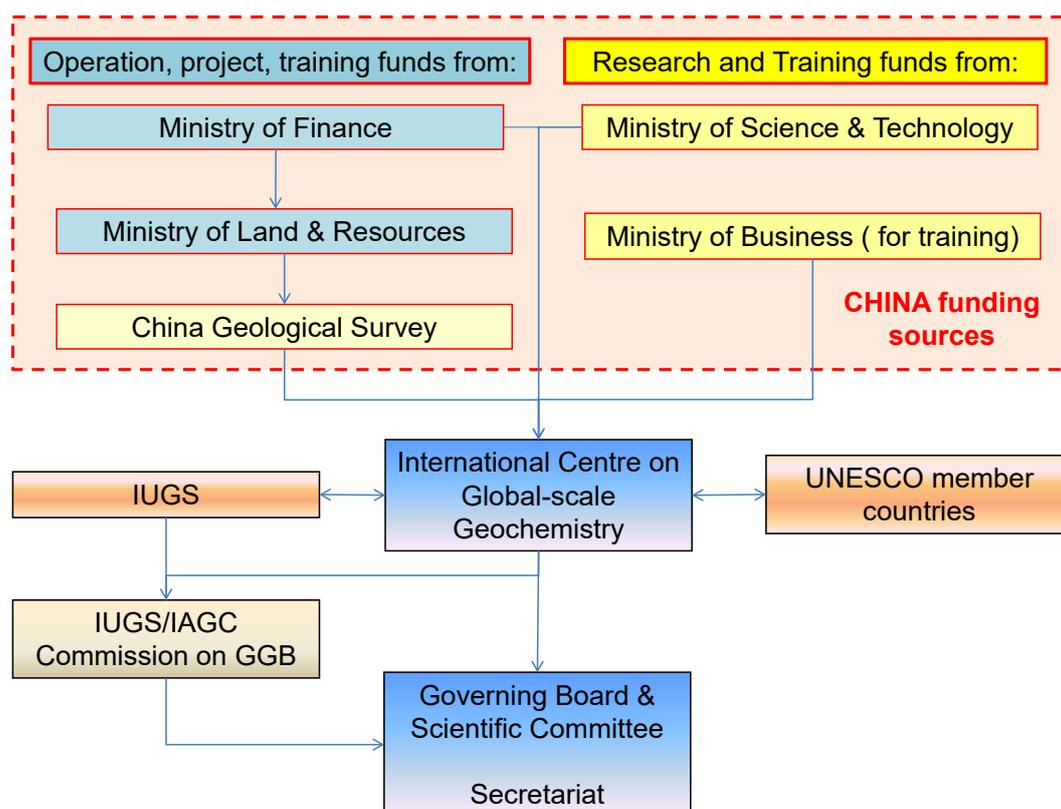 Operation, project, training funds from:
Research and Training funds from:
Ministry of Finance
Ministry of Science & Technology
Ministry of Land & Resources
Ministry of Business ( for training)
China Geological Survey
CHINA funding
sources
International Centre on
Global-scale
Geochemistry
IUGS
UNESCO member
countries
IUGS/IAGC
Commission on GGB
Governing Board &
Scientific Committee
Secretariat